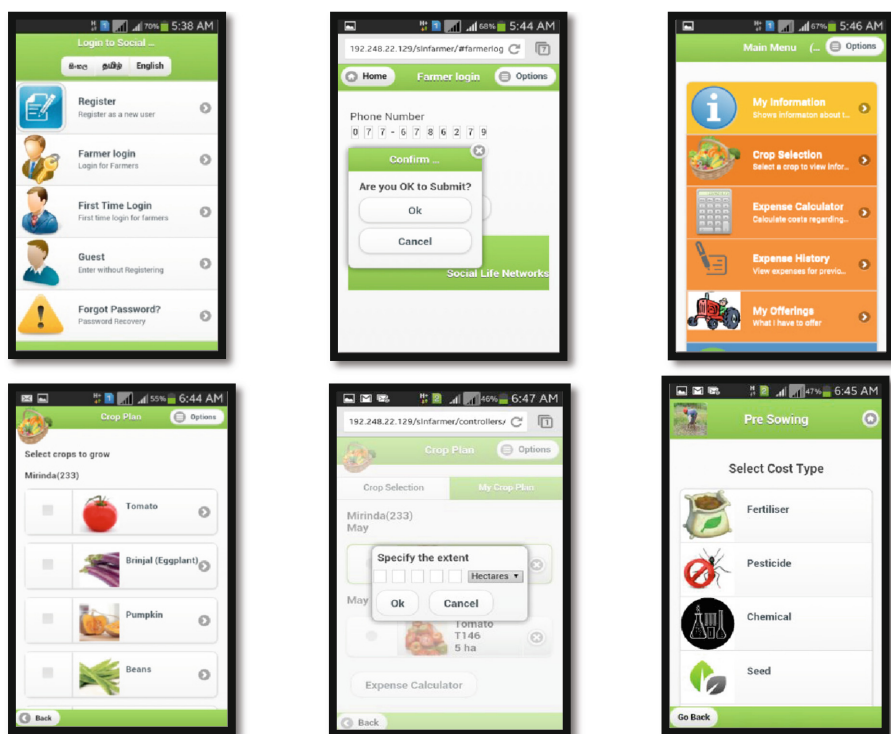 70% 5:38 AM
Login to Social ...
සිංහල தமிழ் English
Register
Register as a new user
Farmer login
Login for Farmers
First Time Login
First time login for farmers
Guest
Enter without Registering
Forgot Password?
Password Recovery
68% 5:44 AM
192.248.22.129/sinfarmer/#farmerlog
Home Farmer login Options
Phone Number
0 7 7 - 6 7 8 6 2 7 9
Confirm ...
Are you OK to Submit?
Ok
Cancel
Social Life Networks
67% 5:46 AM
Main Menu (... Options
My Information
Shows informaton about I...
Crop Selection
Select a crop to view infor...
Expense Calculator
Calculate costs regarding...
Expense History
View expenses for previo...
My Offerings
What I have to offer
55% 6:44 AM
Crop Plan Options
Select crops to grow
Mirinda(233)
Tomato
Brinjal (Eggplant)
Pumpkin
Beans
Back
46% 6:47 AM
192.248.22.129/sinfarmer/controllers/
Crop Plan Options
Crop Selection My Crop Plan
Mirinda(233)
May
Specify the extent
Hectares
Ok Cancel
May
Tomato
T146
5 ha
Expense Calculator
Back
47% 6:45 AM
Pre Sowing
Select Cost Type
Fertiliser
Pesticide
Chemical
Seed
Go Back